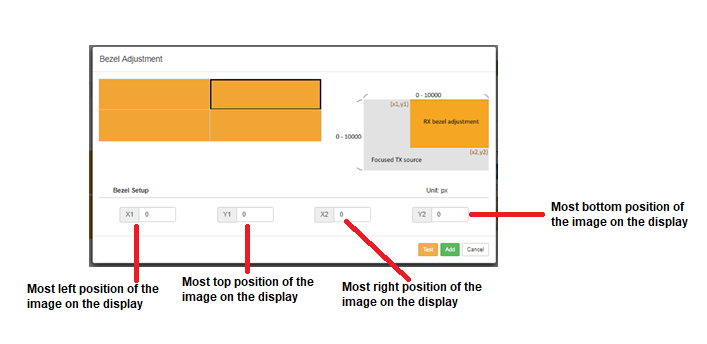 Bezel Adjustment
0 - 10000
(x1,y1)
RX bezel adjustment
0 - 10000
(x2,y2)
Focused TX source
Bezel Setup Unit: px
X1 0 Y1 0 X2 0 Y2 0
Test Add Cancel
Most bottom position of
the image on the display
Most left position of the
image on the display
Most top position of the
image on the display
Most right position of the
image on the display